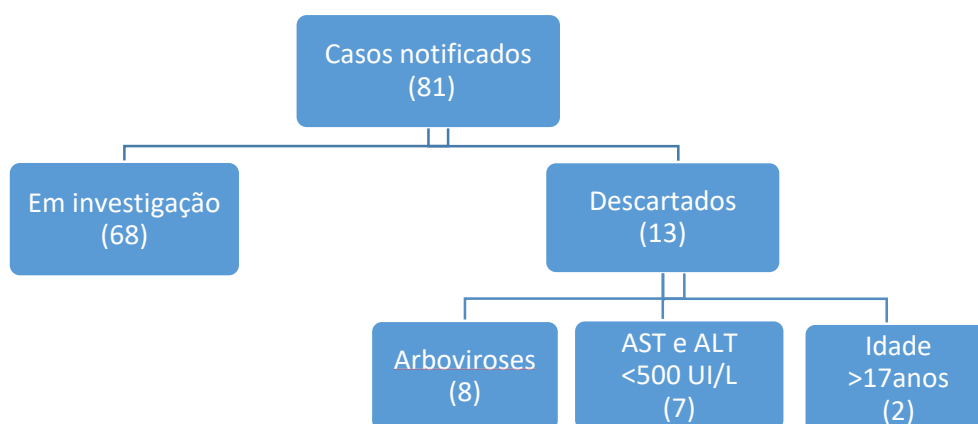 Casos notificados
(81)
Em investigação
(68)
Descartados
(13)
Arboviroses
(8)
AST e ALT
<500 UI/L
(7)
Idade
>17anos
(2)